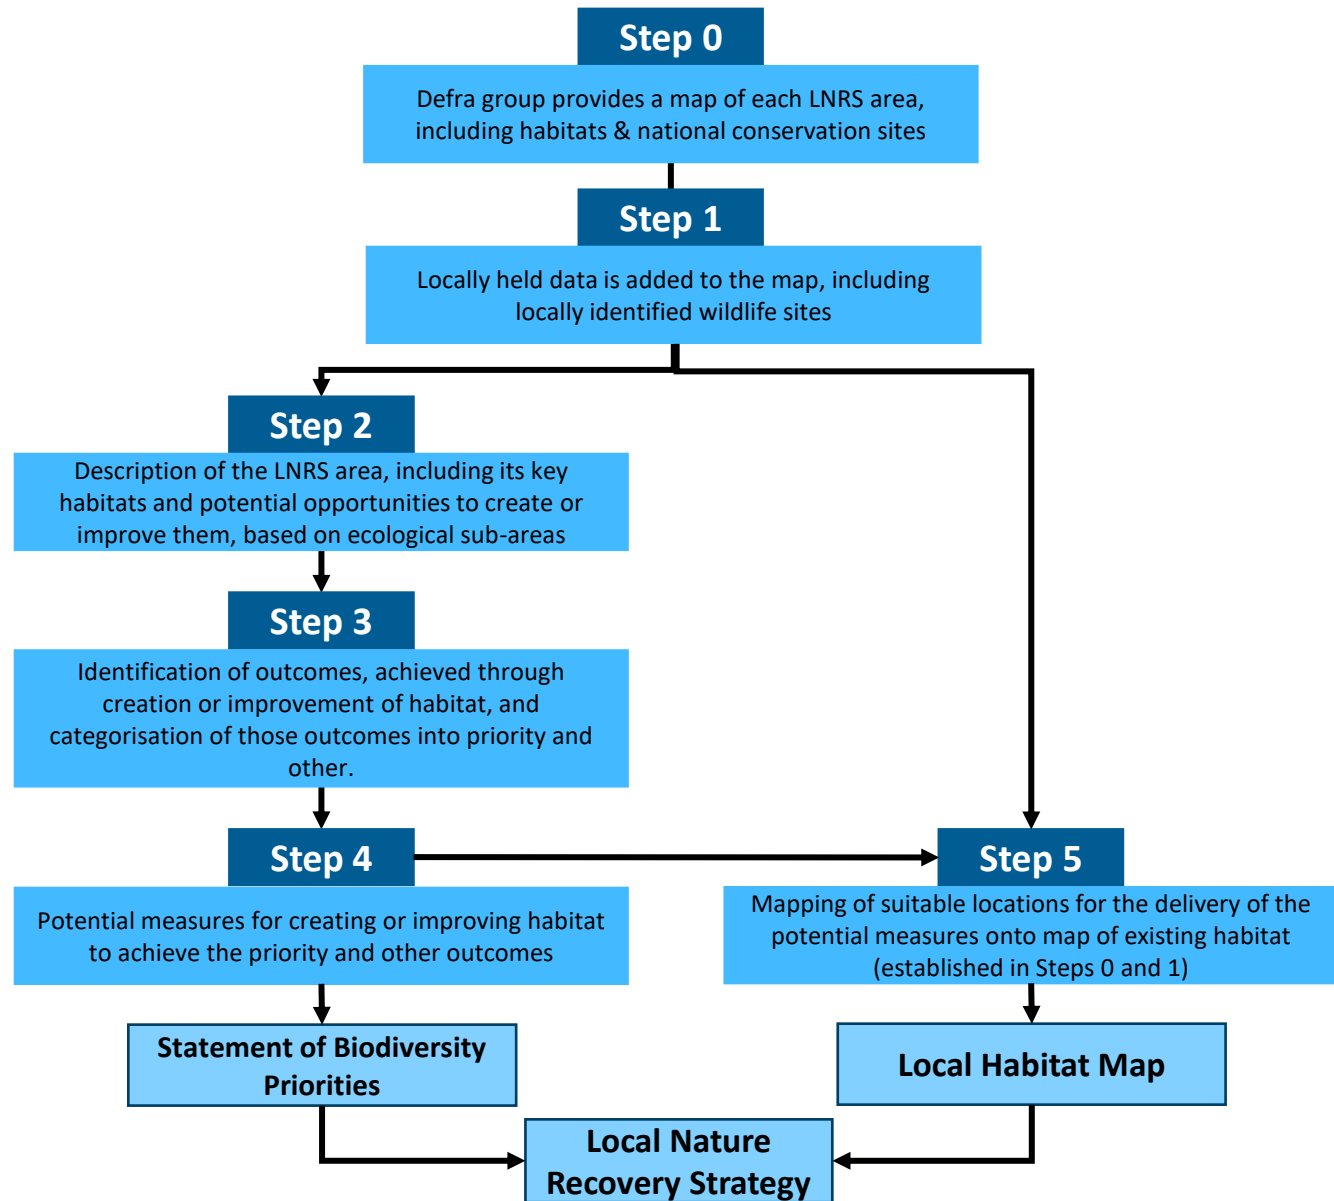 Step 0
Defra group provides a map of each LNRS area,
including habitats & national conservation sites
Step 1
Locally held data is added to the map, including
locally identified wildlife sites
Step 2
Description of the LNRS area, including its key
habitats and potential opportunities to create or
improve them, based on ecological sub-areas
Step 3
Identification of outcomes, achieved through
creation or improvement of habitat, and
categorisation of those outcomes into priority and
other.
Step 4
Potential measures for creating or improving habitat
to achieve the priority and other outcomes
Step 5
Mapping of suitable locations for the delivery of the
potential measures onto map of existing habitat
(established in Steps 0 and 1)
Statement of Biodiversity
Priorities
Local Habitat Map
Local Nature
Recovery Strategy